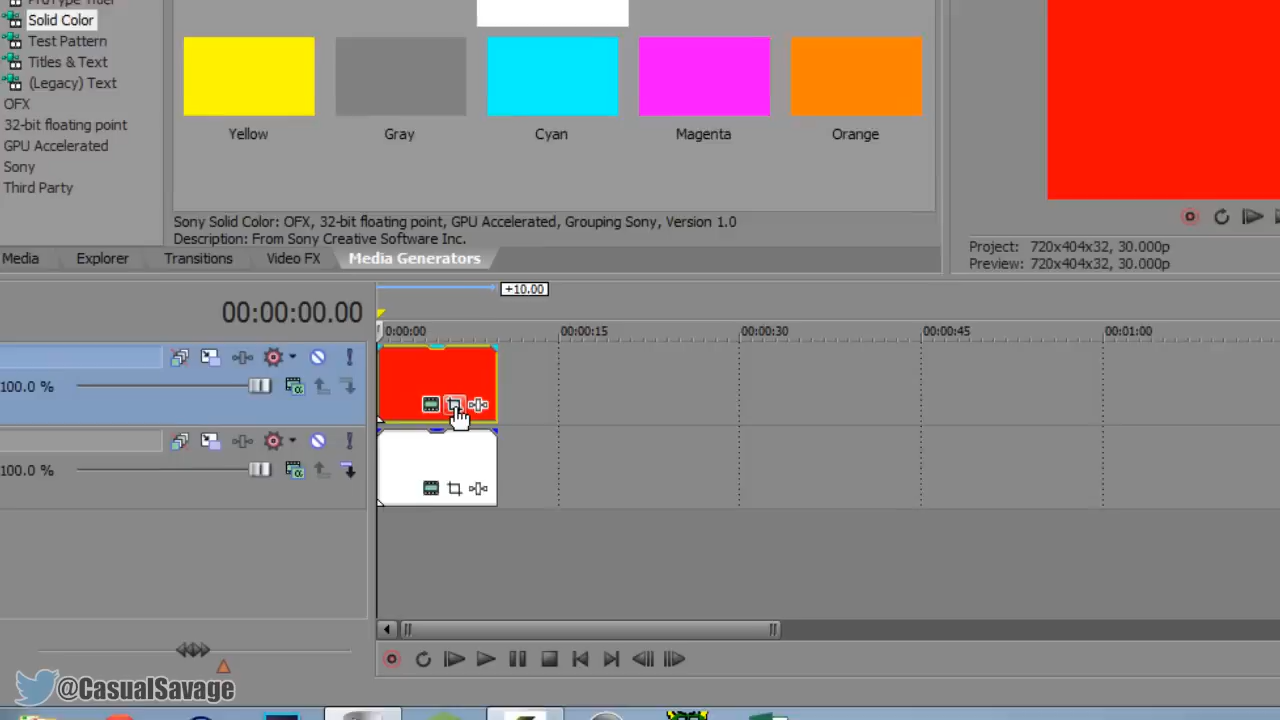 ProType Titler
Solid Color
Test Pattern
Titles & Text
(Legacy) Text
OFX
32-bit floating point
GPU Accelerated
Sony
Third Party
Yellow
Gray
Cyan
Magenta
Orange
Sony Solid Color: OFX, 32-bit floating point, GPU Accelerated, Grouping Sony, Version 1.0
Description: From Sony Creative Software Inc.
Media
Explorer
Transitions
Video FX
Media Generators
Project: 720x404x32, 30.000p
Preview: 720x404x32, 30.000p
00:00:00.00
+10.00
0:00:00
00:00:15
00:00:30
00:00:45
00:01:00
100.0 %
100.0 %
@CasualSavage